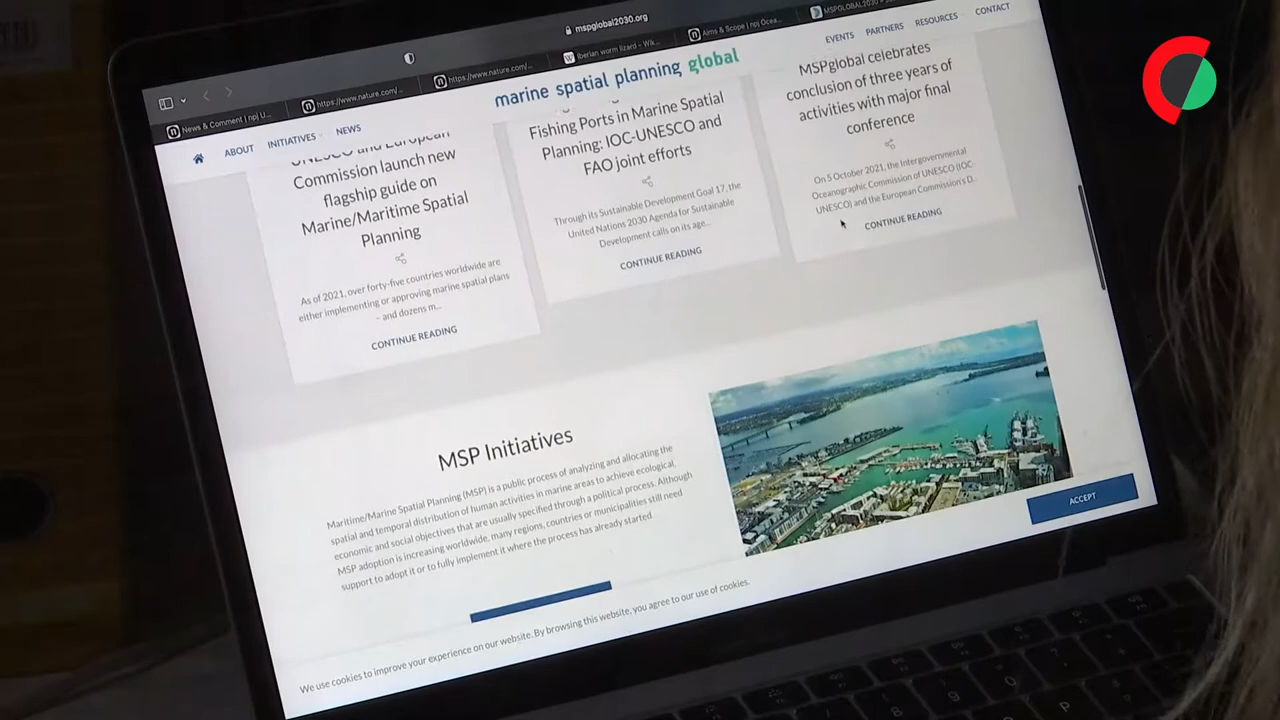 mspglobal2030.org
News & Comment | npj U...
https://www.nature.com/...
https://www.nature.com/...
Iberian worm lizard – Wik...
Aims & Scope | npj Ocea...
ABOUT
INITIATIVES
NEWS
marine spatial planning global
EVENTS
PARTNERS
RESOURCES
CONTACT
UNESCO and European
Commission launch new
flagship guide on
Marine/Maritime Spatial
Planning
As of 2021, over forty-five countries worldwide are
either implementing or approving marine spatial plans
– and dozens m...
CONTINUE READING
Fishing Ports in Marine Spatial
Planning: IOC-UNESCO and
FAO joint efforts
Through its Sustainable Development Goal 17, the
United Nations 2030 Agenda for Sustainable
Development calls on its age...
CONTINUE READING
MSPglobal celebrates
conclusion of three years of
activities with major final
conference
On 5 October 2021, the Intergovernmental
Oceanographic Commission of UNESCO (IOC-
UNESCO) and the European Commission's D...
CONTINUE READING
MSP Initiatives
Maritime/Marine Spatial Planning (MSP) is a public process of analyzing and allocating the
spatial and temporal distribution of human activities in marine areas to achieve ecological,
economic and social objectives that are usually specified through a political process. Although
MSP adoption is increasing worldwide, many regions, countries or municipalities still need
support to adopt it or to fully implement it where the process has already started.
We use cookies to improve your experience on our website. By browsing this website, you agree to our use of cookies.
ACCEPT
9
0
P